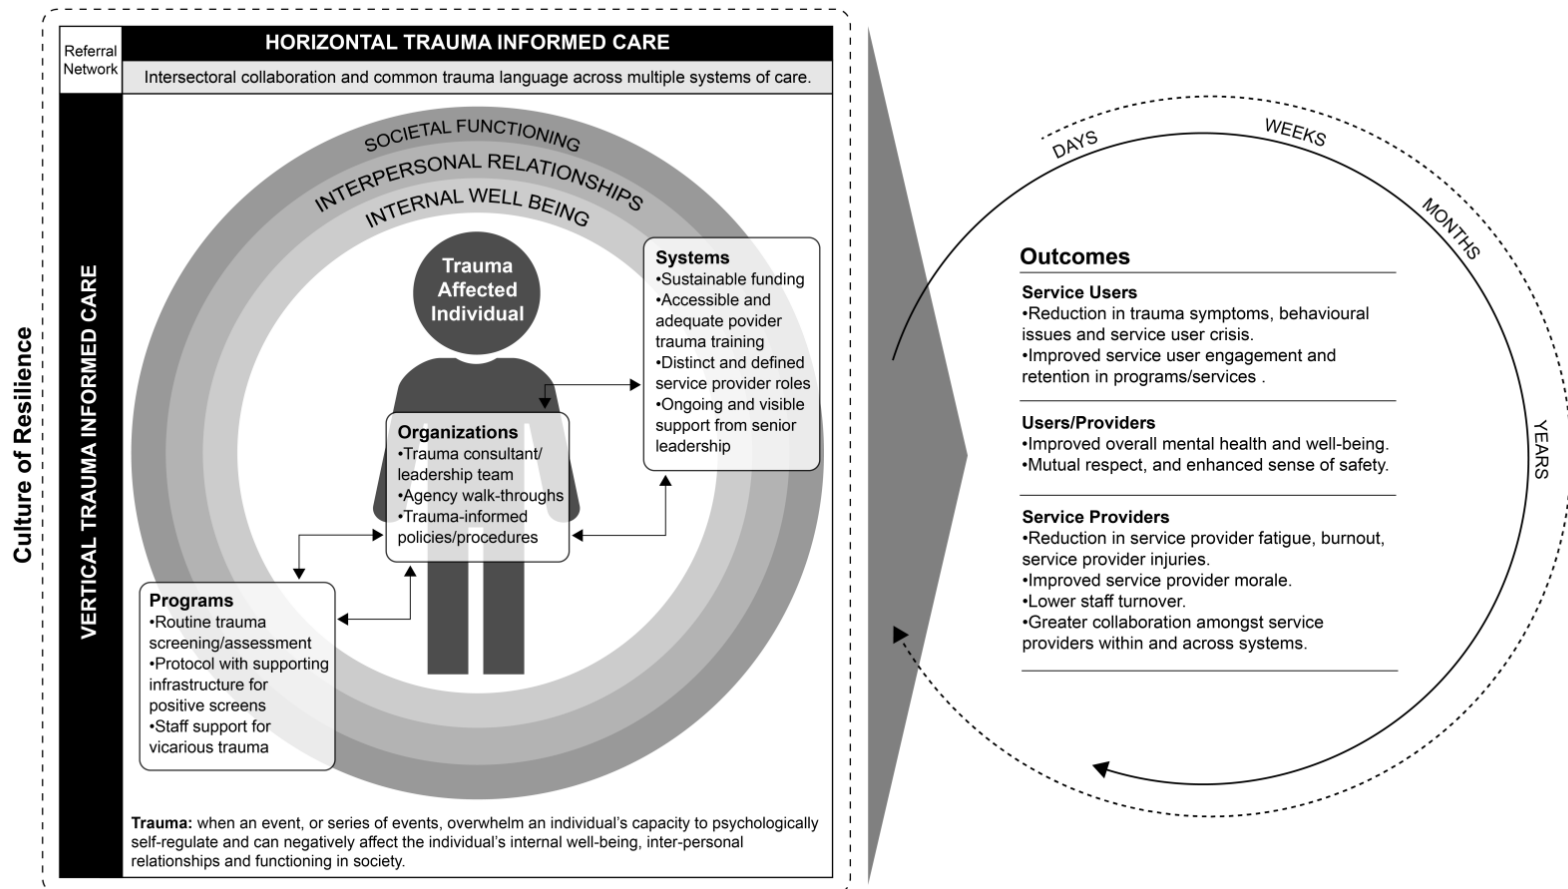 Culture of Resilience
Referral
Network
HORIZONTAL TRAUMA INFORMED CARE
Intersectoral collaboration and common trauma language across multiple systems of care.
VERTICAL TRAUMA INFORMED CARE
SOCIETAL FUNCTIONING
INTERPERSONAL RELATIONSHIPS
INTERNAL WELL BEING
Trauma
Affected
Individual
Systems
•Sustainable funding
•Accessible and
adequate povider
trauma training
•Distinct and defined
service provider roles
•Ongoing and visible
support from senior
leadership
Organizations
•Trauma consultant/
leadership team
•Agency walk-throughs
•Trauma-informed
policies/procedures
Programs
•Routine trauma
screening/assessment
•Protocol with supporting
infrastructure for
positive screens
•Staff support for
vicarious trauma
Trauma: when an event, or series of events, overwhelm an individual's capacity to psychologically
self-regulate and can negatively affect the individual's internal well-being, inter-personal
relationships and functioning in society.
DAYS
WEEKS
MONTHS
YEARS
Outcomes
Service Users
•Reduction in trauma symptoms, behavioural
issues and service user crisis.
•Improved service user engagement and
retention in programs/services .
Users/Providers
•Improved overall mental health and well-being.
•Mutual respect, and enhanced sense of safety.
Service Providers
•Reduction in service provider fatigue, burnout,
service provider injuries.
•Improved service provider morale.
•Lower staff turnover.
•Greater collaboration amongst service
providers within and across systems.